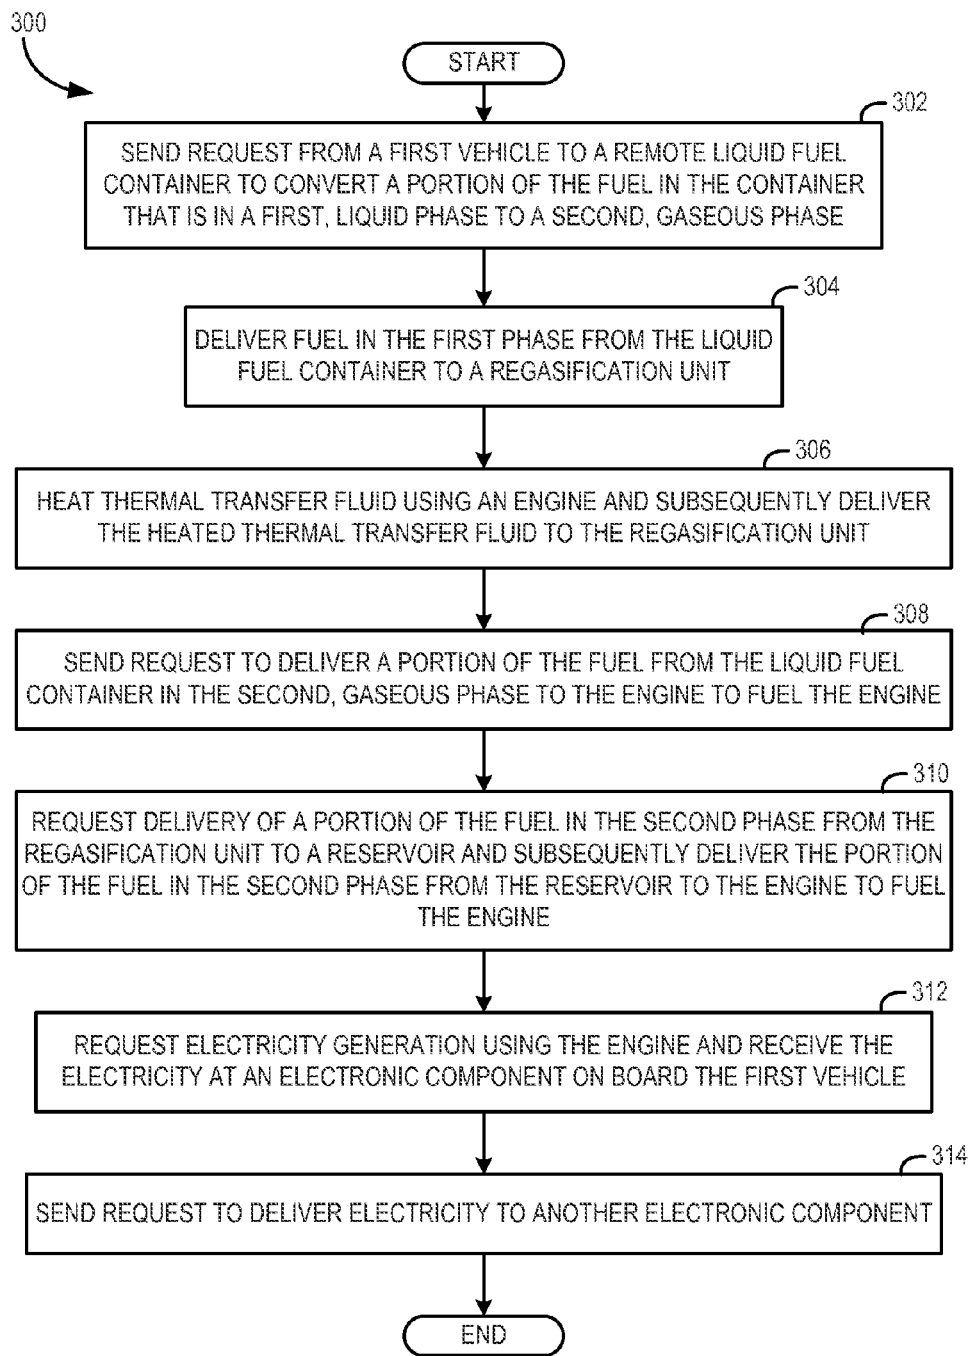 300
START
302
SEND REQUEST FROM A FIRST VEHICLE TO A REMOTE LIQUID FUEL
CONTAINER TO CONVERT A PORTION OF THE FUEL IN THE CONTAINER
THAT IS IN A FIRST, LIQUID PHASE TO A SECOND, GASEOUS PHASE
304
DELIVER FUEL IN THE FIRST PHASE FROM THE LIQUID
FUEL CONTAINER TO A REGASIFICATION UNIT
306
HEAT THERMAL TRANSFER FLUID USING AN ENGINE AND SUBSEQUENTLY DELIVER
THE HEATED THERMAL TRANSFER FLUID TO THE REGASIFICATION UNIT
308
SEND REQUEST TO DELIVER A PORTION OF THE FUEL FROM THE LIQUID FUEL
CONTAINER IN THE SECOND, GASEOUS PHASE TO THE ENGINE TO FUEL THE ENGINE
310
REQUEST DELIVERY OF A PORTION OF THE FUEL IN THE SECOND PHASE FROM THE
REGASIFICATION UNIT TO A RESERVOIR AND SUBSEQUENTLY DELIVER THE PORTION
OF THE FUEL IN THE SECOND PHASE FROM THE RESERVOIR TO THE ENGINE TO FUEL
THE ENGINE
312
REQUEST ELECTRICITY GENERATION USING THE ENGINE AND RECEIVE THE
ELECTRICITY AT AN ELECTRONIC COMPONENT ON BOARD THE FIRST VEHICLE
314
SEND REQUEST TO DELIVER ELECTRICITY TO ANOTHER ELECTRONIC COMPONENT
END